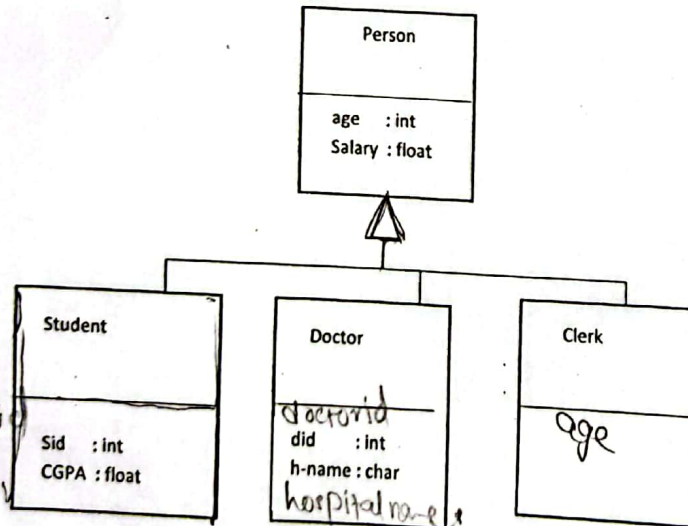 Person
age : int
Salary : float
Student
Sid : int
CGPA : float
Doctor
doctorid
did : int
h-name : char
hospital name
Clerk
age